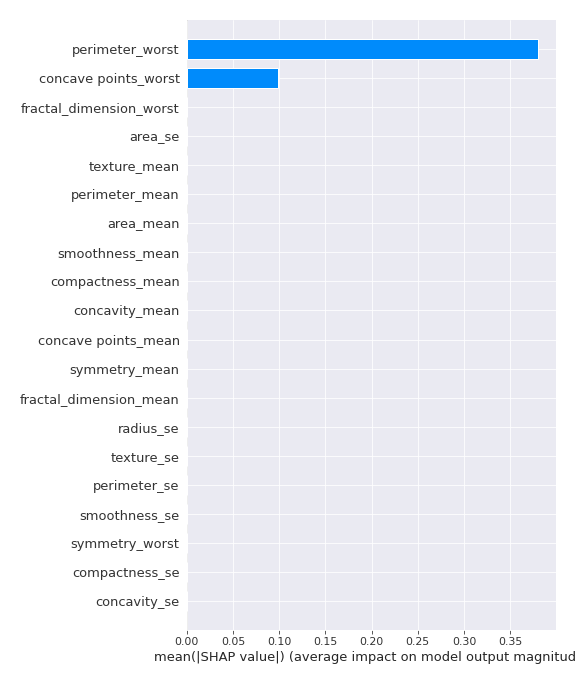 perimeter_worst
concave points_worst
fractal_dimension_worst
area_se
texture_mean
perimeter_mean
area_mean
smoothness_mean
compactness_mean
concavity_mean
concave points_mean
symmetry_mean
fractal_dimension_mean
radius_se
texture_se
perimeter_se
smoothness_se
symmetry_worst
compactness_se
concavity_se
0.00 0.05 0.10 0.15 0.20 0.25 0.30 0.35
mean(|SHAP value|) (average impact on model output magnitud